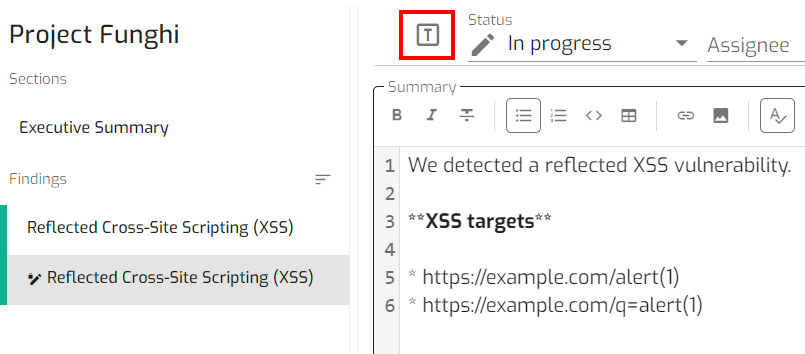 Project Funghi
Sections
Executive Summary
Findings
Reflected Cross-Site Scripting (XSS)
Reflected Cross-Site Scripting (XSS)
T
Status
In progress
Assignee
Summary
B I S
1 We detected a reflected XSS vulnerability.
2
3 **XSS targets**
4
5 * https://example.com/alert(1)
6 * https://example.com/q=alert(1)